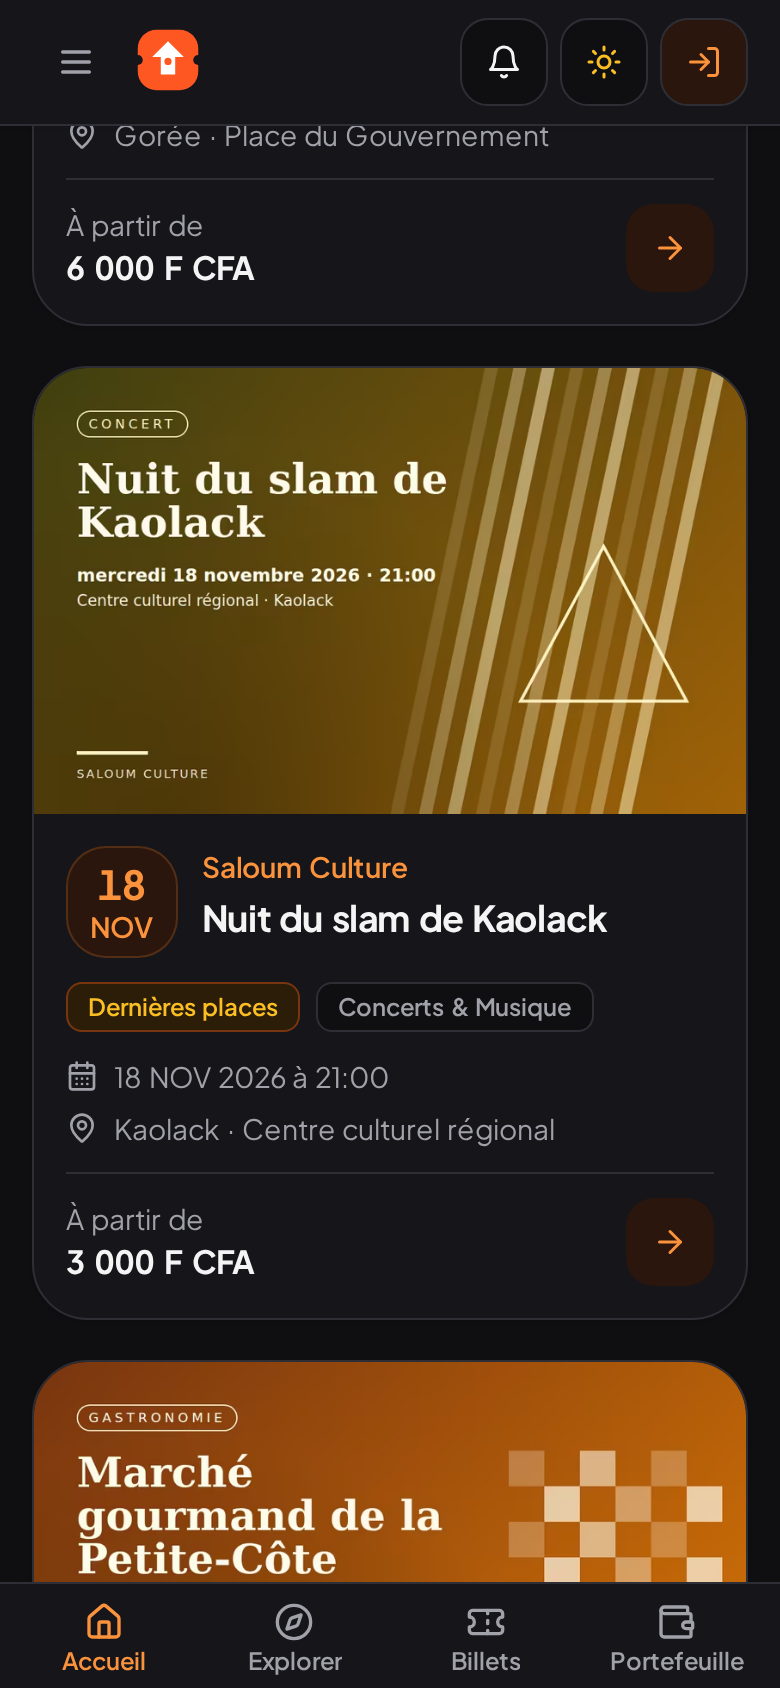 Gorée · Place du Gouvernement
À partir de
6 000 F CFA
CONCERT
Nuit du slam de
Kaolack
mercredi 18 novembre 2026 · 21:00
Centre culturel régional · Kaolack
SALOUM CULTURE
18
NOV
Saloum Culture
Nuit du slam de Kaolack
Dernières places
Concerts & Musique
18 NOV 2026 à 21:00
Kaolack · Centre culturel régional
À partir de
3 000 F CFA
GASTRONOMIE
Marché
gourmand de la
Petite-Côte
Accueil
Explorer
Billets
Portefeuille